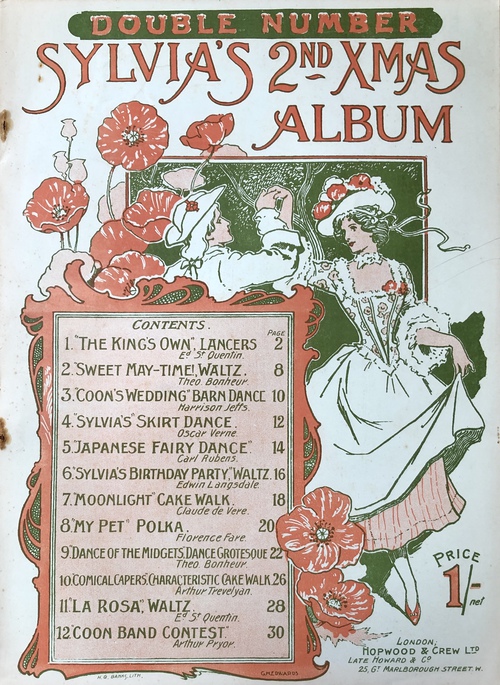 DOUBLE NUMBER
SYLVIA'S 2ND XMAS
ALBUM
CONTENTS.
PAGE
1. "THE KING'S OWN", LANCERS 2
Ed St Quentin.
2. "SWEET MAY-TIME!, WALTZ. 8
Theo Bonheur.
3. "COON'S WEDDING" BARN DANCE 10
Harrison Jeffs.
4. "SYLVIA'S" SKIRT DANCE. 12
Oscar Verne.
5. "JAPANESE FAIRY DANCE" 14
Carl Rubens.
6. "SYLVIA'S BIRTHDAY PARTY," WALTZ. 16
Edwin Langsdale.
7. "MOONLIGHT" CAKE WALK. 18
Claude de Vere.
8. "MY PET" POLKA. 20
Florence Fare.
9. "DANCE OF THE MIDGETS, DANCE GROTESQUE 22
Theo Bonheur.
10. "COMICAL CAPERS", CHARACTERISTIC CAKE WALK. 26
Arthur Trevelyan.
11. "LA ROSA", WALTZ. 28
Ed St Quentin.
12. "COON BAND CONTEST" 30
Arthur Pryor.
PRICE
1/- net
LONDON;
HOPWOOD & CREW LTD
LATE HOWARD & CO
25, GT. MARLBOROUGH STREET. W.
H.G. BANKS, LITH.
G.H. EDWARDS